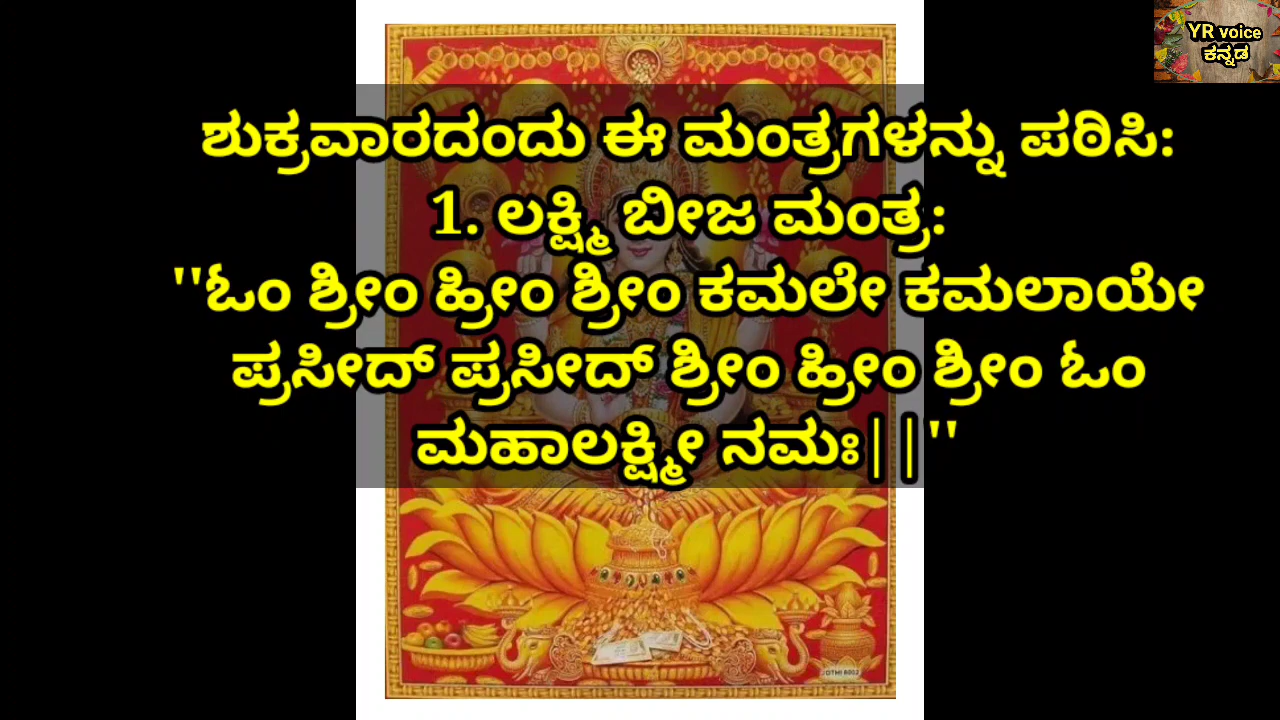 YR voice
ಕನ್ನಡ
ಶುಕ್ರವಾರದಂದು ಈ ಮಂತ್ರಗಳನ್ನು ಪಠಿಸಿ:
1. ಲಕ್ಷ್ಮಿ ಬೀಜ ಮಂತ್ರ:
"ಓಂ ಶ್ರೀಂ ಹ್ರೀಂ ಶ್ರೀಂ ಕಮಲೇ ಕಮಲಾಯೇ
ಪ್ರಸೀದ್ ಪ್ರಸೀದ್ ಶ್ರೀಂ ಹ್ರೀಂ ಶ್ರೀಂ ಓಂ
ಮಹಾಲಕ್ಷ್ಮೀ ನಮಃ||"